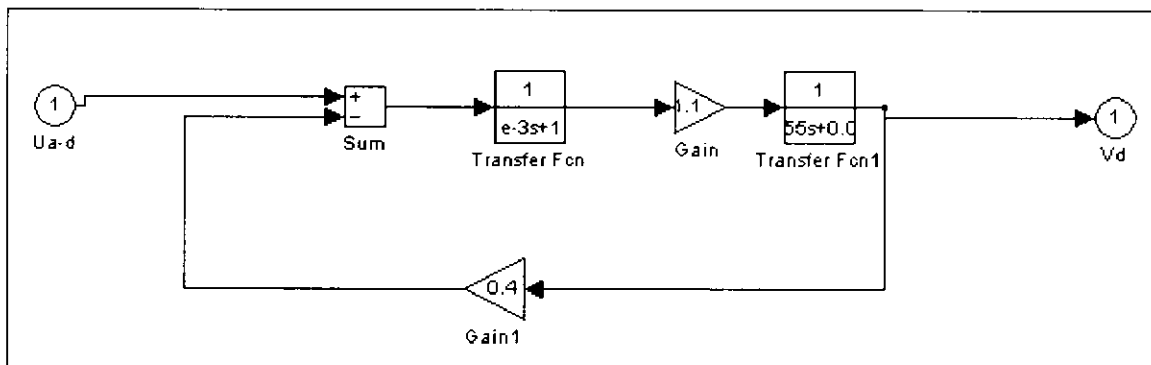 1
Ua-d
+
−
Sum
1
e-3s+1
Transfer Fcn
1.1
Gain
1
55s+0.0
Transfer Fcn1
1
Vd
0.4
Gain1